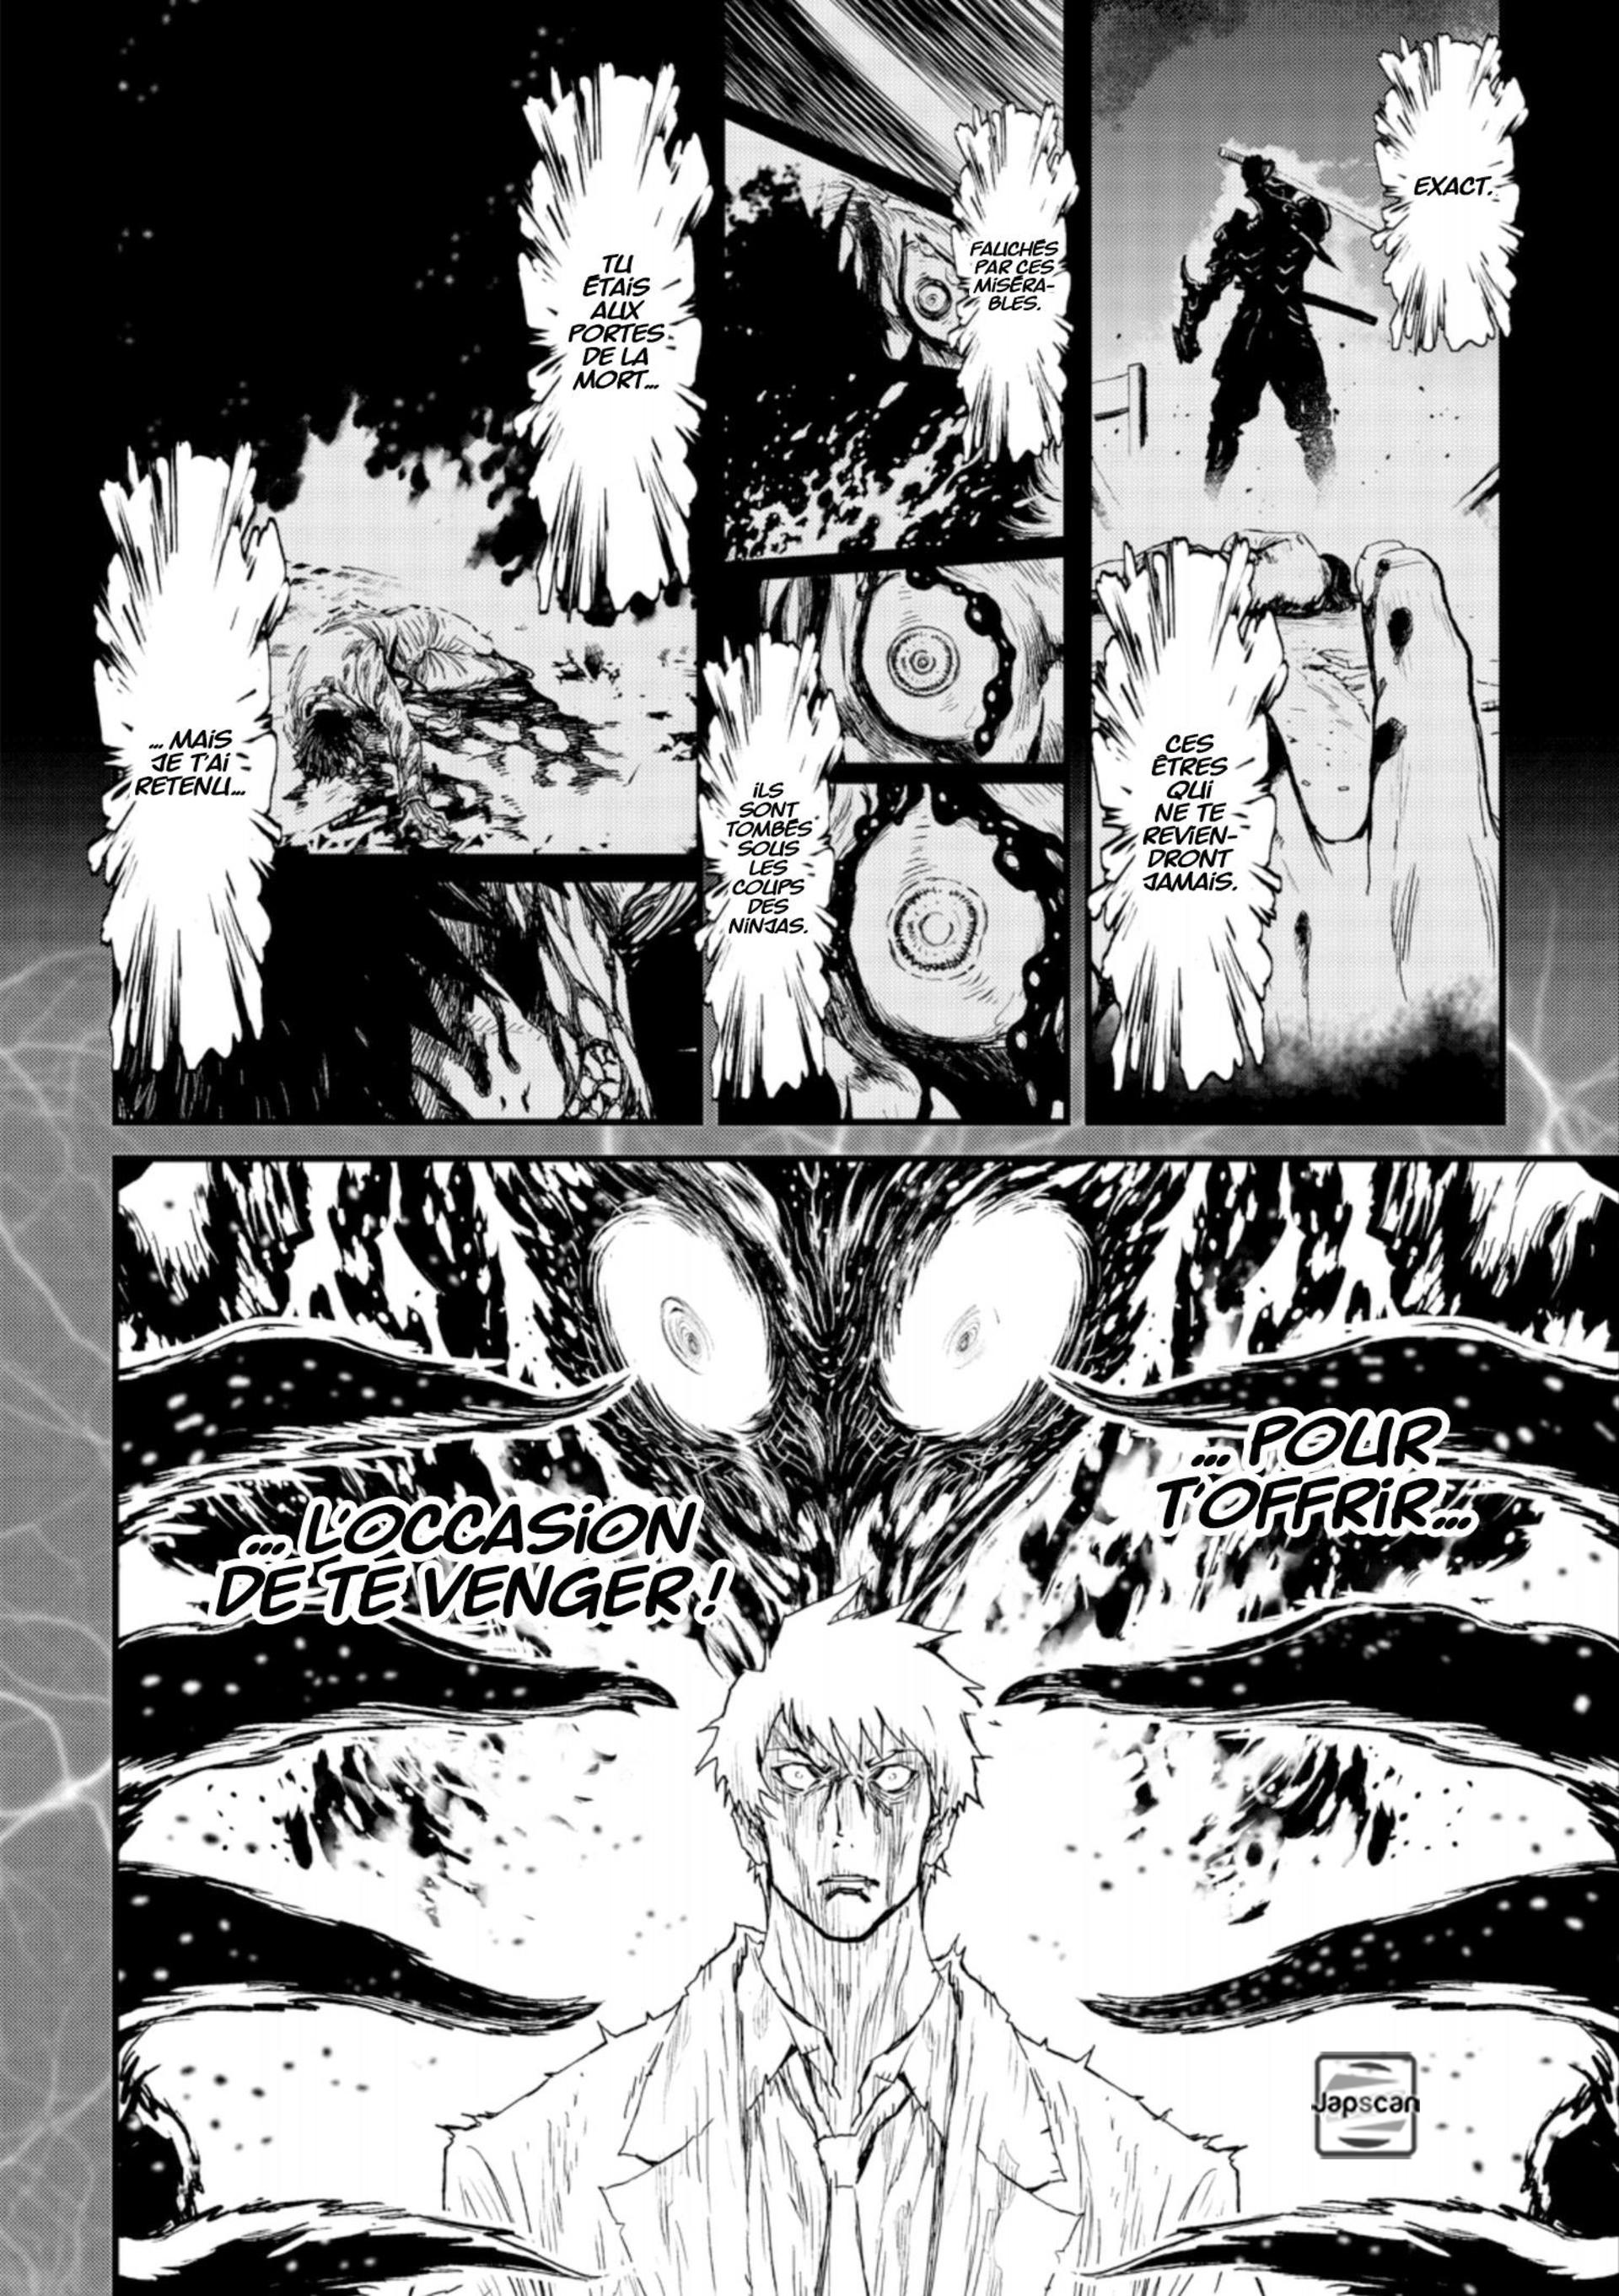 EXACT.
CES
ÊTRES
QUI
NE TE
REVIEN-
DRONT
JAMAIS.
FAUCHÉS
PAR CES
MISÉRA-
BLES.
ILS
SONT
TOMBÉS
SOUS
LES
COUPS
DES
NINJAS.
TU
ÉTAIS
AUX
PORTES
DE LA
MORT...
... MAIS
JE T'AI
RETENU...
... POUR
T'OFFRIR...
... L'OCCASION
DE TE VENGER !
Japscan